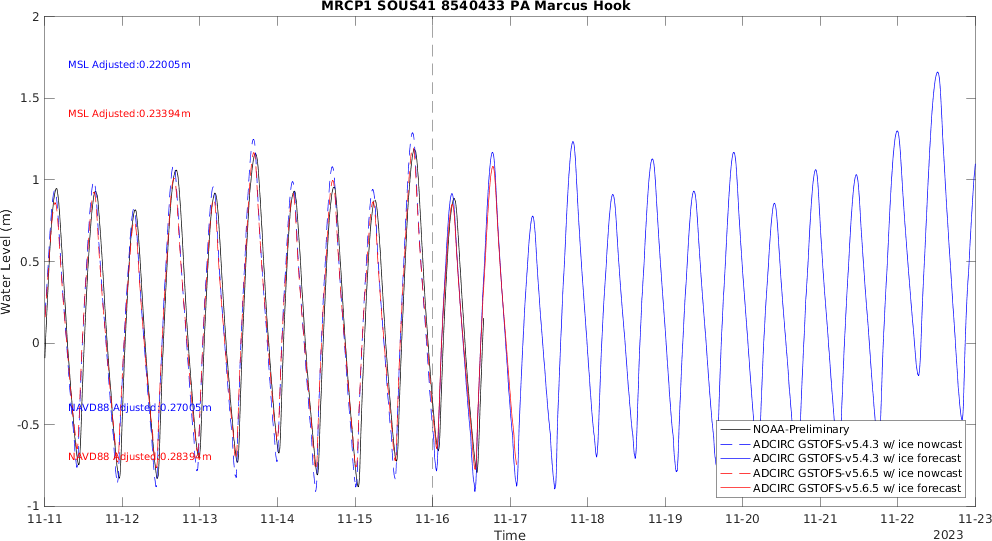 MRCP1 SOUS41 8540433 PA Marcus Hook
2
1.5
1
0.5
0
-0.5
-1
Water Level (m)
MSL Adjusted:0.22005m
MSL Adjusted:0.23394m
NAVD88 Adjusted:0.27005m
NAVD88 Adjusted:0.28394m
NOAA-Preliminary
ADCIRC GSTOFS-v5.4.3 w/ ice nowcast
ADCIRC GSTOFS-v5.4.3 w/ ice forecast
ADCIRC GSTOFS-v5.6.5 w/ ice nowcast
ADCIRC GSTOFS-v5.6.5 w/ ice forecast
11-11 11-12 11-13 11-14 11-15 11-16 11-17 11-18 11-19 11-20 11-21 11-22 11-23
Time
2023